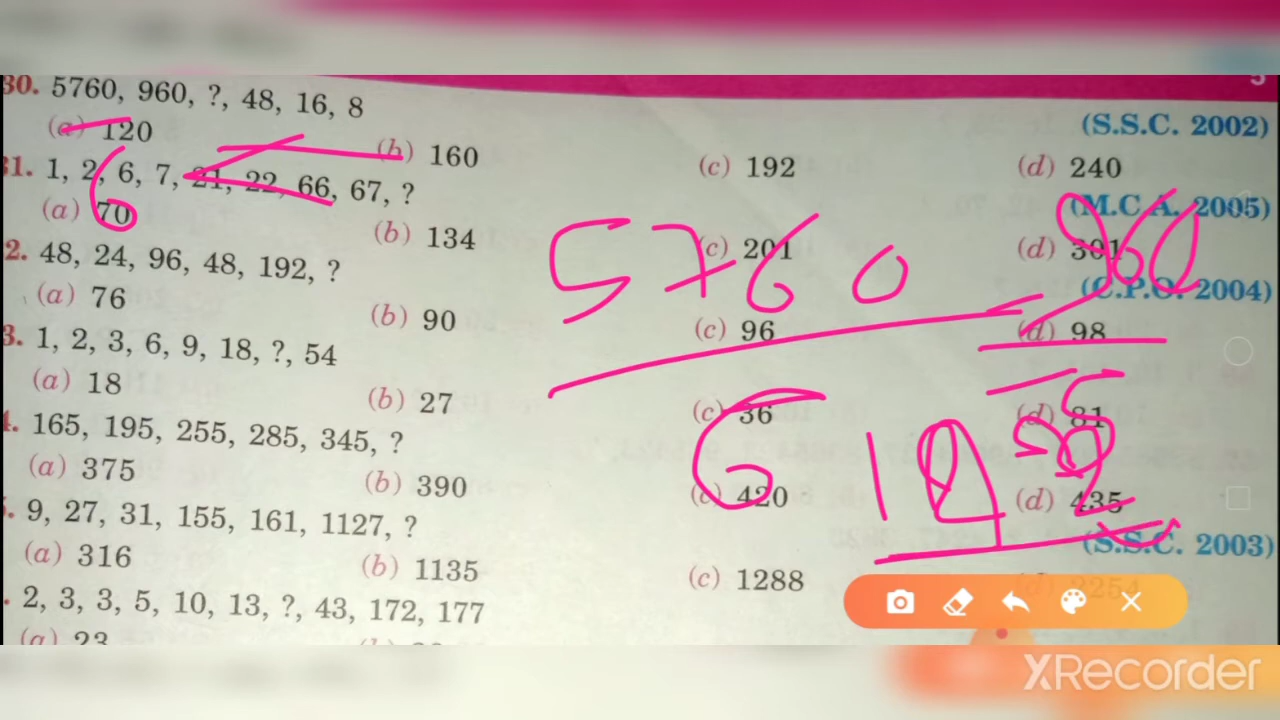 5
30. 5760, 960, ?, 48, 16, 8
(S.S.C. 2002)
(a) 120 (b) 160 (c) 192 (d) 240
31. 1, 2, 6, 7, 21, 22, 66, 67, ?
(M.C.A. 2005)
(a) 70 (b) 134 (c) 201 (d) 301
2. 48, 24, 96, 48, 192, ?
(C.P.O. 2004)
(a) 76 (b) 90 (c) 96 (d) 98
3. 1, 2, 3, 6, 9, 18, ?, 54
(a) 18 (b) 27 (c) 36 (d) 81
4. 165, 195, 255, 285, 345, ?
(a) 375 (b) 390 (c) 420 (d) 435
9, 27, 31, 155, 161, 1127, ?
(S.S.C. 2003)
(a) 316 (b) 1135 (c) 1288 (d) 2254
2, 3, 3, 5, 10, 13, ?, 43, 172, 177
(a) 23
5760 960
6
6
XRecorder